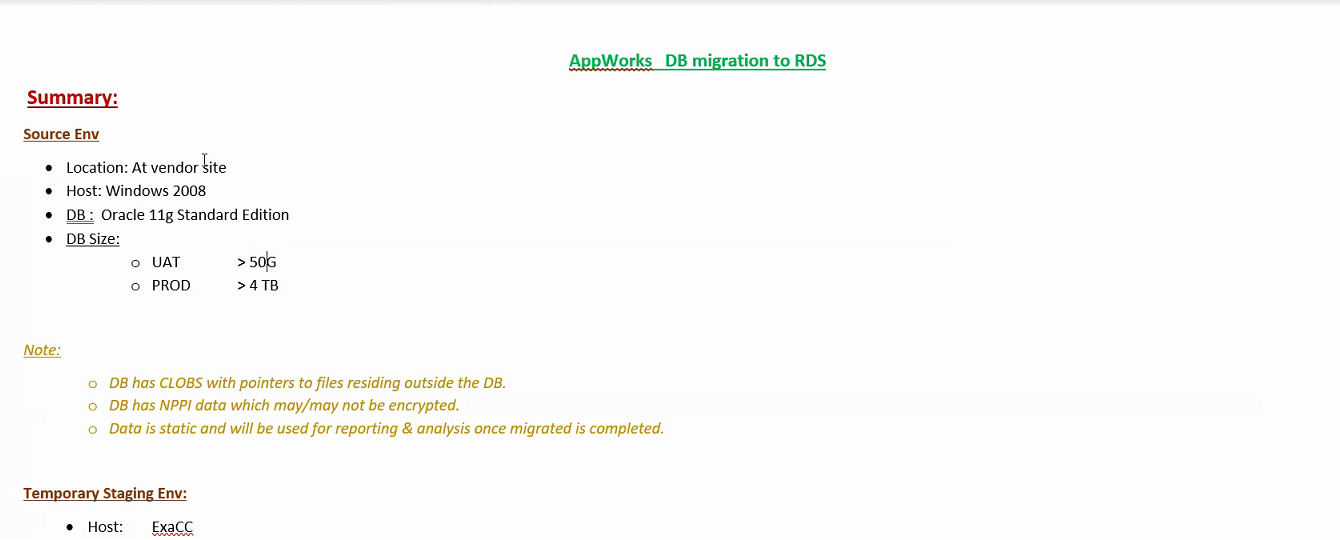 AppWorks DB migration to RDS
Summary:
Source Env
• Location: At vendor site
• Host: Windows 2008
• DB : Oracle 11g Standard Edition
• DB Size:
o UAT > 50G
o PROD > 4 TB
Note:
o DB has CLOBS with pointers to files residing outside the DB.
o DB has NPPI data which may/may not be encrypted.
o Data is static and will be used for reporting & analysis once migrated is completed.
Temporary Staging Env:
• Host: ExaCC